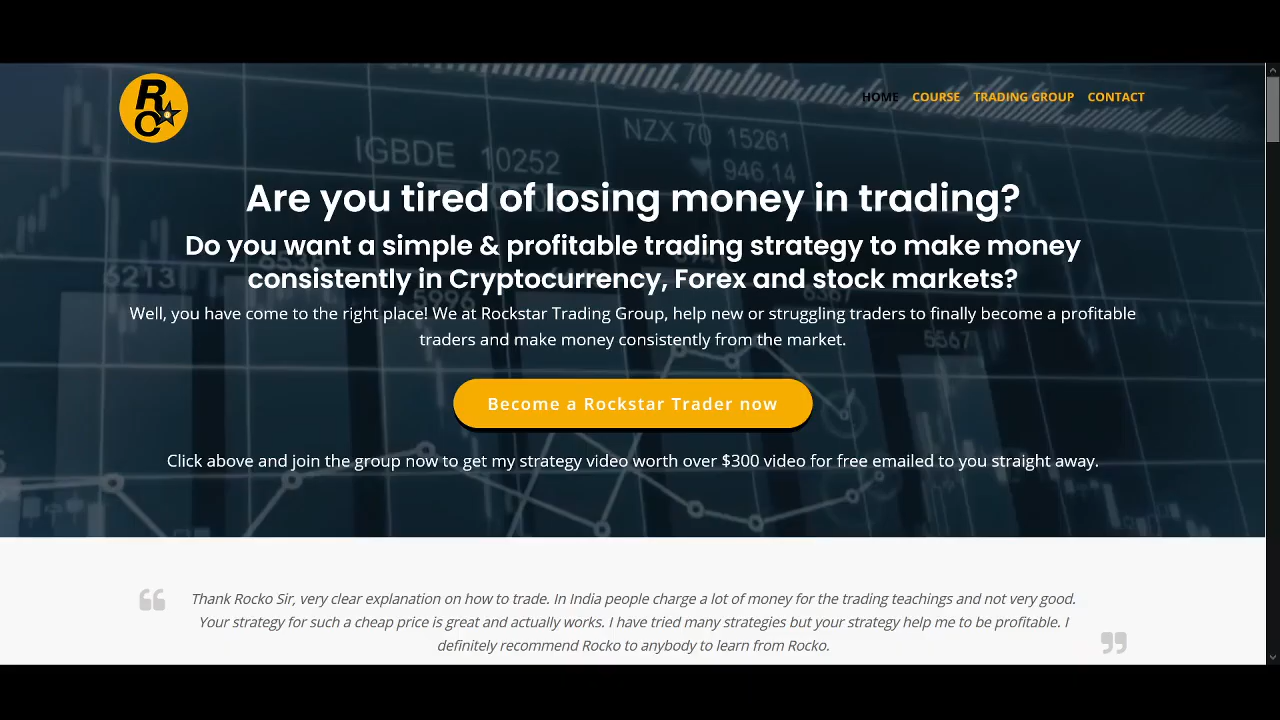 RC
HOME COURSE TRADING GROUP CONTACT
NZX 70 15261
IGBDE 10252
946.14
Are you tired of losing money in trading?
Do you want a simple & profitable trading strategy to make money
consistently in Cryptocurrency, Forex and stock markets?
6213
5996
6367
Well, you have come to the right place! We at Rockstar Trading Group, help new or struggling traders to finally become a profitable
traders and make money consistently from the market.
5567
Become a Rockstar Trader now
Click above and join the group now to get my strategy video worth over $300 video for free emailed to you straight away.
Thank Rocko Sir, very clear explanation on how to trade. In India people charge a lot of money for the trading teachings and not very good.
Your strategy for such a cheap price is great and actually works. I have tried many strategies but your strategy help me to be profitable. I
definitely recommend Rocko to anybody to learn from Rocko.